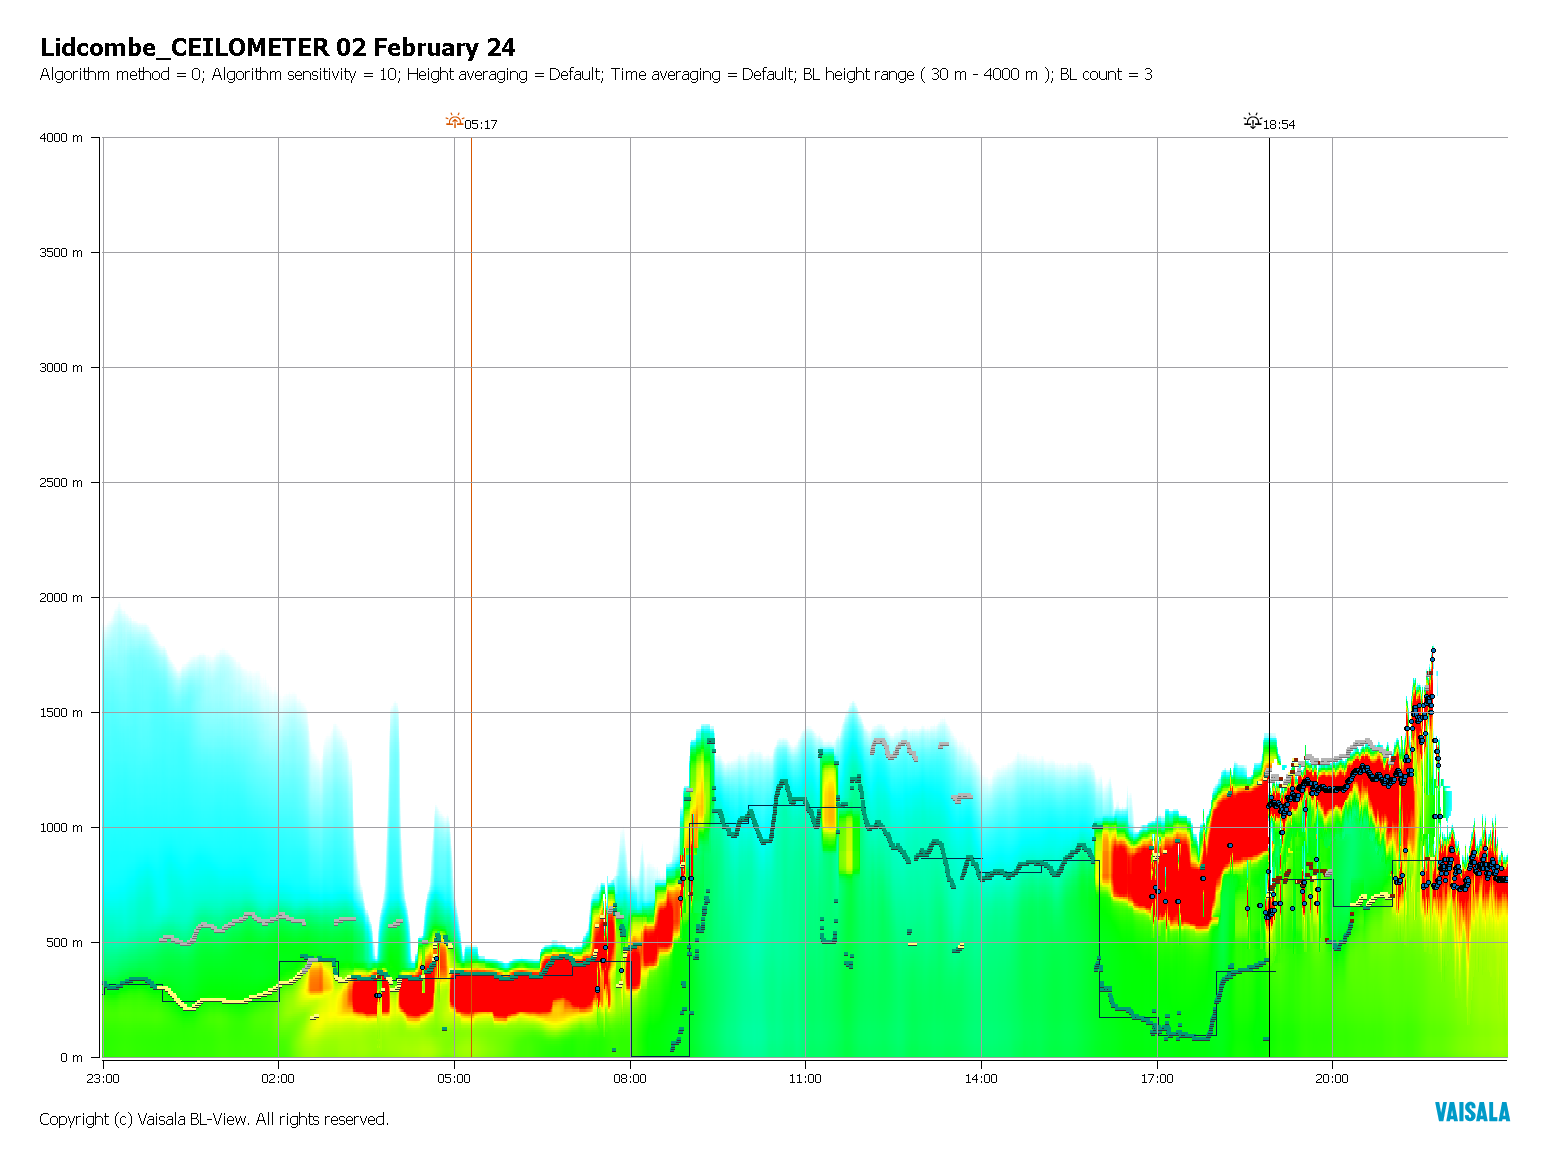 Lidcombe_CEILOMETER 02 February 24
Algorithm method = 0; Algorithm sensitivity = 10; Height averaging = Default; Time averaging = Default; BL height range ( 30 m - 4000 m ); BL count = 3
05:17
18:54
4000 m
3500 m
3000 m
2500 m
2000 m
1500 m
1000 m
500 m
0 m
23:00 02:00 05:00 08:00 11:00 14:00 17:00 20:00
Copyright (c) Vaisala BL-View. All rights reserved.
VAISALA